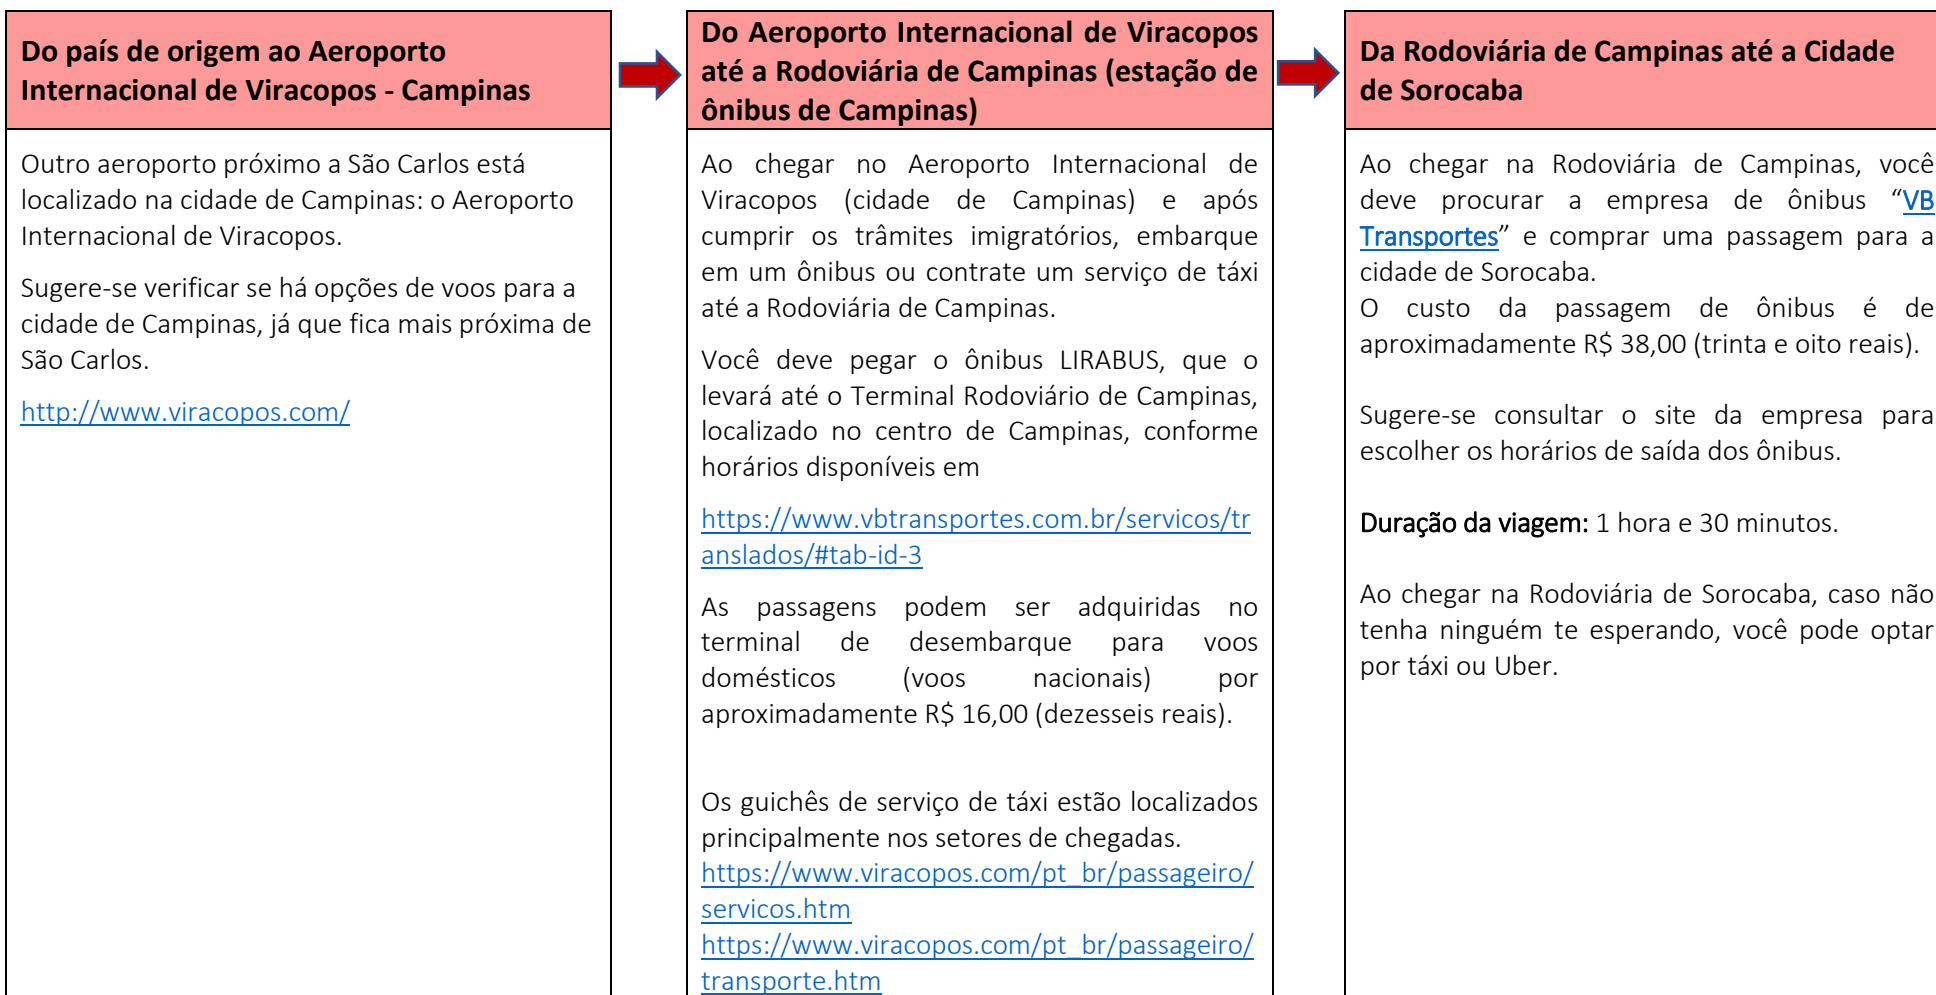 Do país de origem ao Aeroporto
Internacional de Viracopos - Campinas
Outro aeroporto próximo a São Carlos está
localizado na cidade de Campinas: o Aeroporto
Internacional de Viracopos.
Sugere-se verificar se há opções de voos para a
cidade de Campinas, já que fica mais próxima de
São Carlos.
http://www.viracopos.com/
Do Aeroporto Internacional de Viracopos
até a Rodoviária de Campinas (estação de
ônibus de Campinas)
Ao chegar no Aeroporto Internacional de
Viracopos (cidade de Campinas) e após
cumprir os trâmites imigratórios, embarque
em um ônibus ou contrate um serviço de táxi
até a Rodoviária de Campinas.
Você deve pegar o ônibus LIRABUS, que o
levará até o Terminal Rodoviário de Campinas,
localizado no centro de Campinas, conforme
horários disponíveis em
https://www.vbtransportes.com.br/servicos/tr
anslados/#tab-id-3
As passagens podem ser adquiridas no
terminal de desembarque para voos
domésticos (voos nacionais) por
aproximadamente R$ 16,00 (dezesseis reais).
Os guichês de serviço de táxi estão localizados
principalmente nos setores de chegadas.
https://www.viracopos.com/pt_br/passageiro/
servicos.htm
https://www.viracopos.com/pt_br/passageiro/
transporte.htm
Da Rodoviária de Campinas até a Cidade
de Sorocaba
Ao chegar na Rodoviária de Campinas, você
deve procurar a empresa de ônibus “VB
Transportes” e comprar uma passagem para a
cidade de Sorocaba.
O custo da passagem de ônibus é de
aproximadamente R$ 38,00 (trinta e oito reais).
Sugere-se consultar o site da empresa para
escolher os horários de saída dos ônibus.
Duração da viagem: 1 hora e 30 minutos.
Ao chegar na Rodoviária de Sorocaba, caso não
tenha ninguém te esperando, você pode optar
por táxi ou Uber.